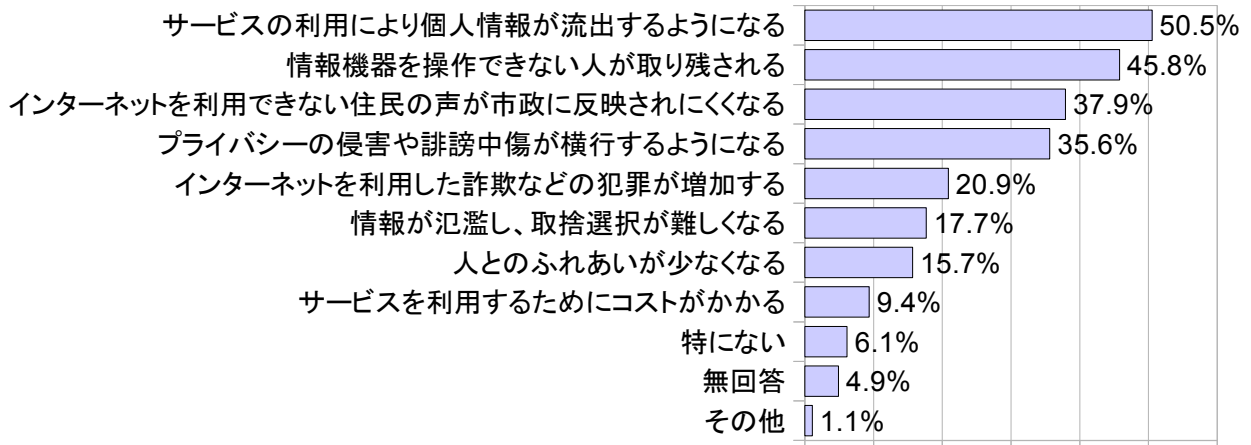 サービスの利用により個人情報が流出するようになる 50.5%
情報機器を操作できない人が取り残される 45.8%
インターネットを利用できない住民の声が市政に反映されにくくなる 37.9%
プライバシーの侵害や誹謗中傷が横行するようになる 35.6%
インターネットを利用した詐欺などの犯罪が増加する 20.9%
情報が氾濫し、取捨選択が難しくなる 17.7%
人とのふれあいが少なくなる 15.7%
サービスを利用するためにコストがかかる 9.4%
特にない 6.1%
無回答 4.9%
その他 1.1%